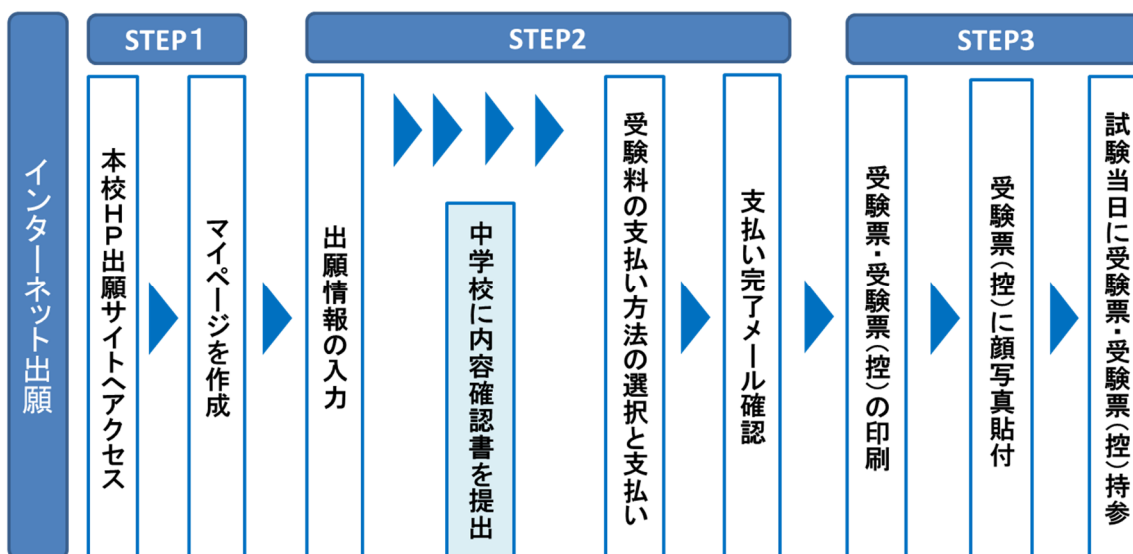 インターネット出願
STEP1
本校HP出願サイトへアクセス
マイページを作成
STEP2
出願情報の入力
中学校に内容確認書を提出
受験料の支払い方法の選択と支払い
支払い完了メール確認
STEP3
受験票・受験票(控)の印刷
受験票(控)に顔写真貼付
試験当日に受験票・受験票(控)持参